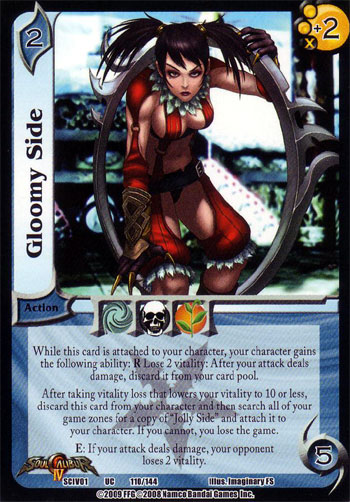 2
+2
X
Gloomy Side
Action
While this card is attached to your character, your character gains
the following ability: R Lose 2 vitality: After your attack deals
damage, discard it from your card pool.
After taking vitality loss that lowers your vitality to 10 or less,
discard this card from your character and then search all of your
game zones for a copy of "Jolly Side" and attach it to
your character. If you cannot, you lose the game.
E: If your attack deals damage, your opponent
loses 2 vitality.
5
SOULCALIBUR
IV
SCIV01 UC 110/144 Illus. Imaginary FS
©2009 FFG ©2008 Namco Bandai Games Inc.